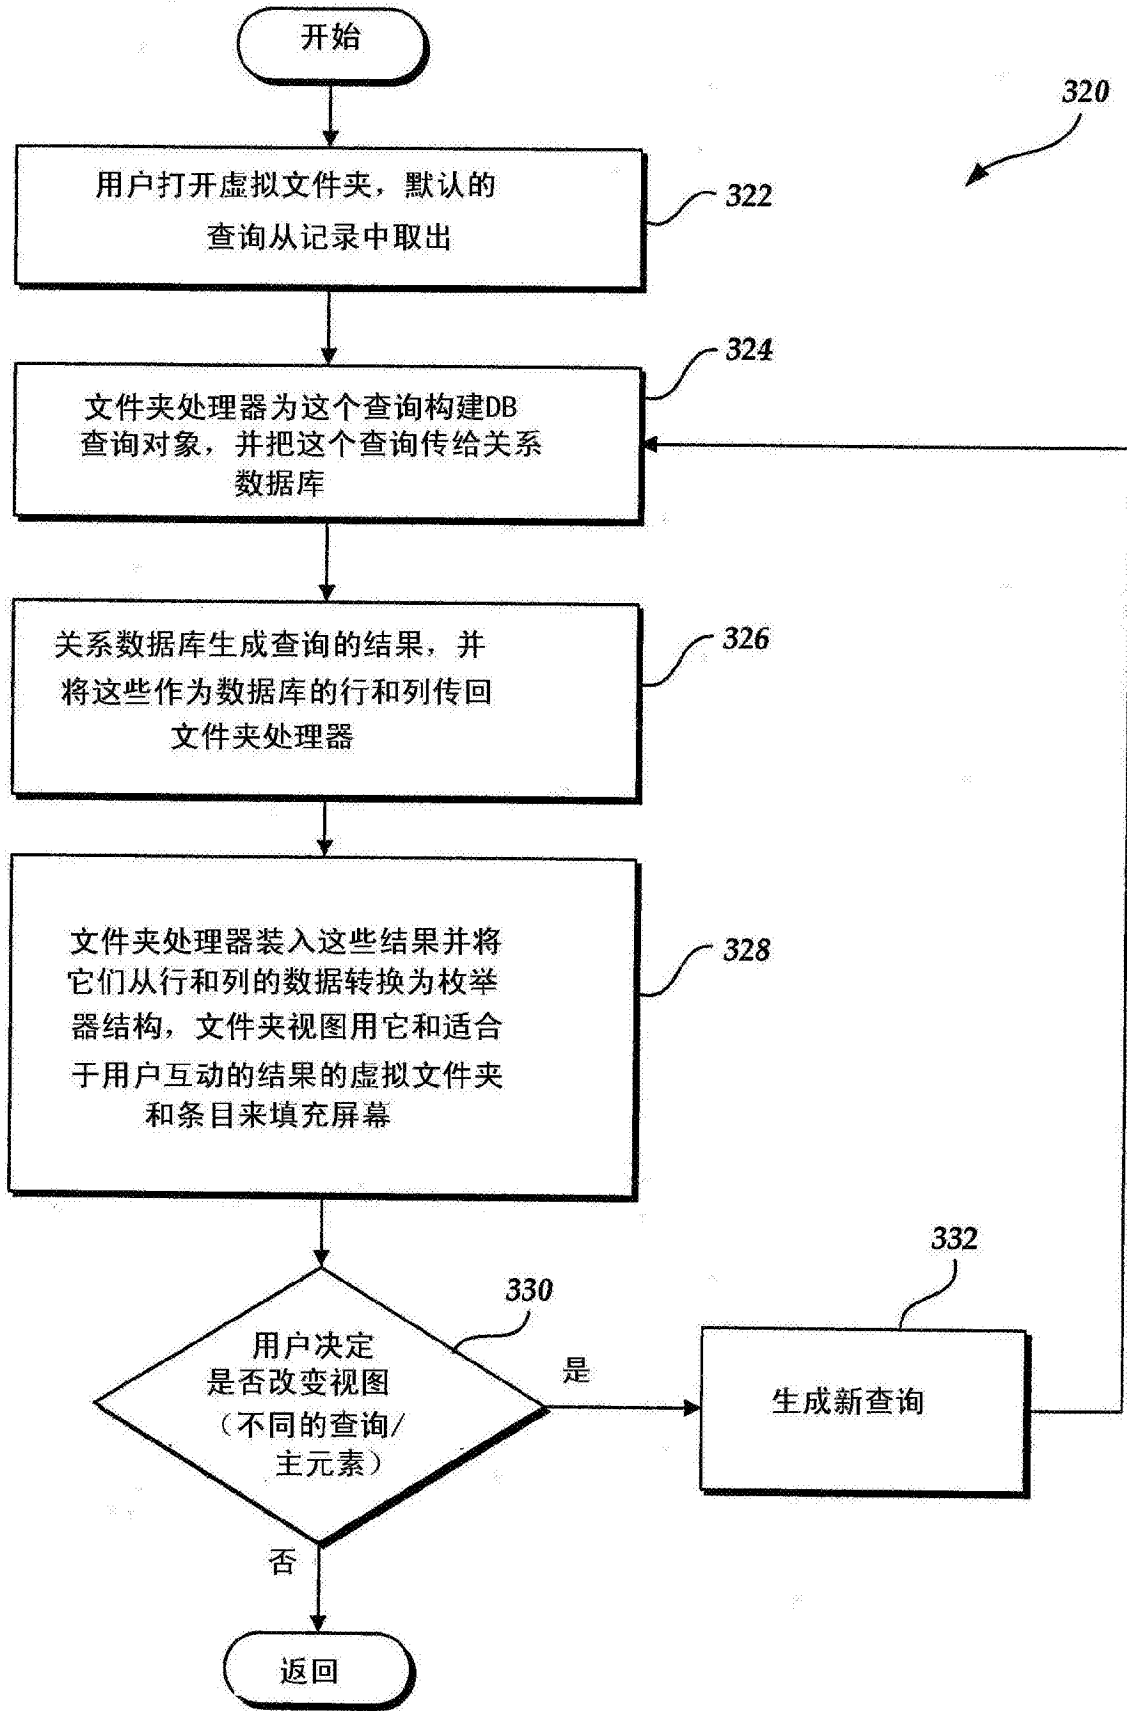 开始
320
用户打开虚拟文件夹，默认的
查询从记录中取出
322
324
文件夹处理器为这个查询构建DB
查询对象，并把这个查询传给关系
数据库
326
关系数据库生成查询的结果，并
将这些作为数据库的行和列传回
文件夹处理器
328
文件夹处理器装入这些结果并将
它们从行和列的数据转换为枚举
器结构，文件夹视图用它和适合
于用户互动的结果的虚拟文件夹
和条目来填充屏幕
330
用户决定
是否改变视图
（不同的查询/
主元素）
是
332
生成新查询
否
返回